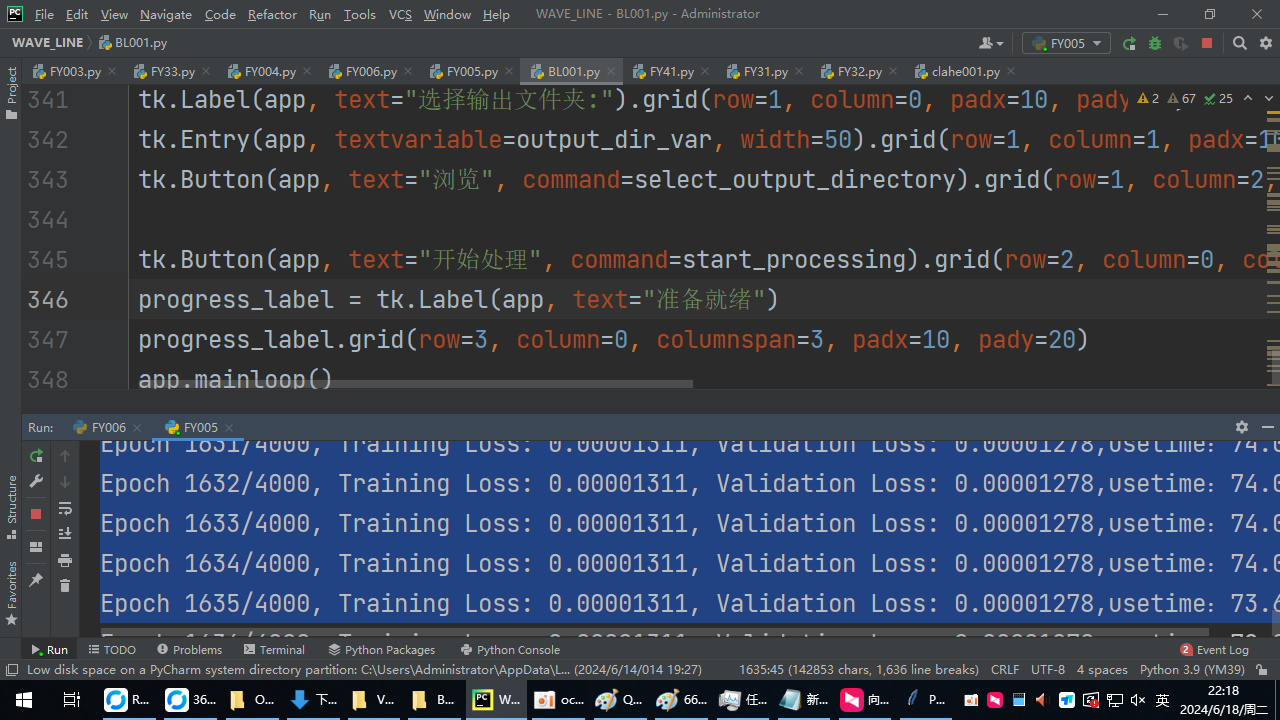 File Edit View Navigate Code Refactor Run Tools VCS Window Help WAVE_LINE - BL001.py - Administrator
WAVE_LINE BL001.py FY005
FY003.py FY33.py FY004.py FY006.py FY005.py BL001.py FY41.py FY31.py FY32.py clahe001.py
Project
341 tk.Label(app, text="选择输出文件夹:").grid(row=1, column=0, padx=10, pady 2 67 25
342 tk.Entry(app, textvariable=output_dir_var, width=50).grid(row=1, column=1, padx=1
343 tk.Button(app, text="浏览", command=select_output_directory).grid(row=1, column=2,
344
345 tk.Button(app, text="开始处理", command=start_processing).grid(row=2, column=0, co
346 progress_label = tk.Label(app, text="准备就绪")
347 progress_label.grid(row=3, column=0, columnspan=3, padx=10, pady=20)
348 app.mainloop()
Run: FY006 FY005
Epoch 1631/4000, Training Loss: 0.00001311, Validation Loss: 0.00001278,usetime: 74.0
Epoch 1632/4000, Training Loss: 0.00001311, Validation Loss: 0.00001278,usetime: 74.0
Epoch 1633/4000, Training Loss: 0.00001311, Validation Loss: 0.00001278,usetime: 74.0
Epoch 1634/4000, Training Loss: 0.00001311, Validation Loss: 0.00001278,usetime: 74.0
Epoch 1635/4000, Training Loss: 0.00001311, Validation Loss: 0.00001278,usetime: 73.6
Structure
Favorites
Run TODO Problems Terminal Python Packages Python Console 2 Event Log
Low disk space on a PyCharm system directory partition: C:\Users\Administrator\AppData\L... (2024/6/14/014 19:27) 1635:45 (142853 chars, 1,636 line breaks) CRLF UTF-8 4 spaces Python 3.9 (YM39)
R... 36... O... 下... V... B... W... oc... Q... 66... 任... 新... 向... P... 英 22:18
2024/6/18/周二